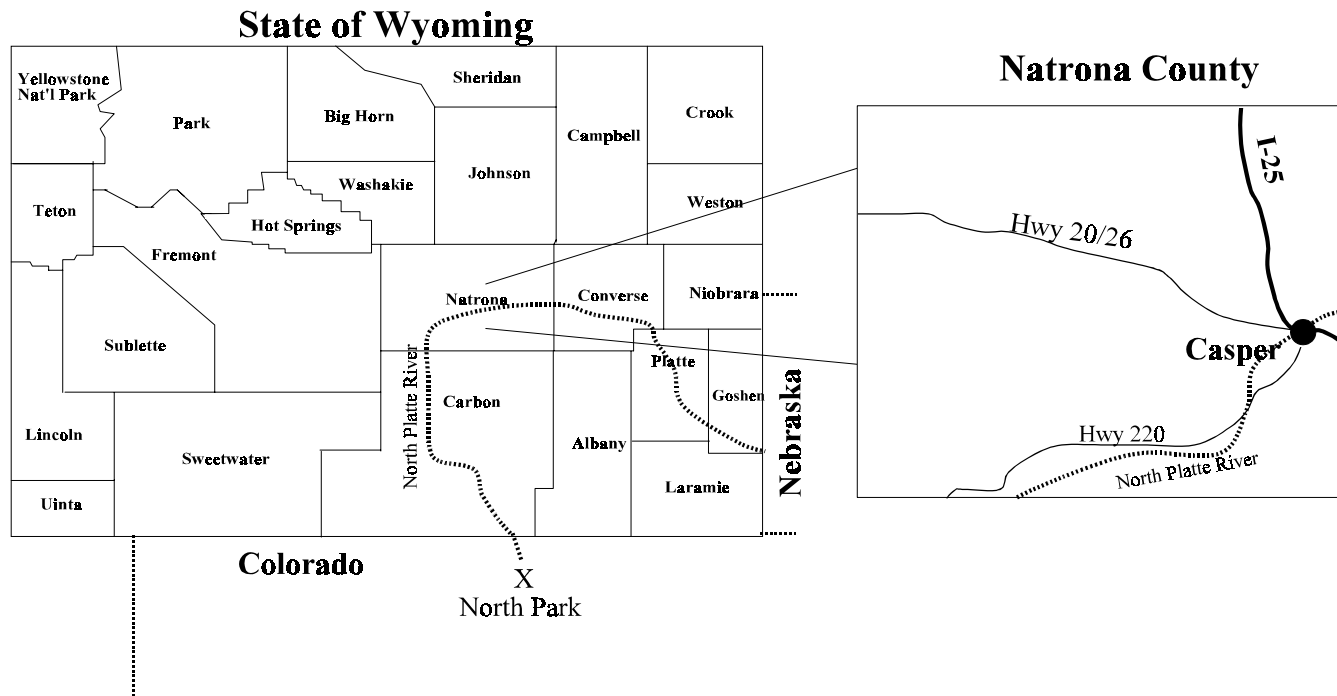 State of Wyoming
Yellowstone
Nat'l Park
Park
Big Horn
Sheridan
Johnson
Campbell
Crook
Washakie
Weston
Teton
Hot Springs
Fremont
Natrona
Converse
Niobrara
Sublette
Platte
Goshen
North Platte River
Carbon
Albany
Lincoln
Sweetwater
Laramie
Uinta
Nebraska
Colorado
X
North Park
Natrona County
I-25
Hwy 20/26
Casper
Hwy 220
North Platte River